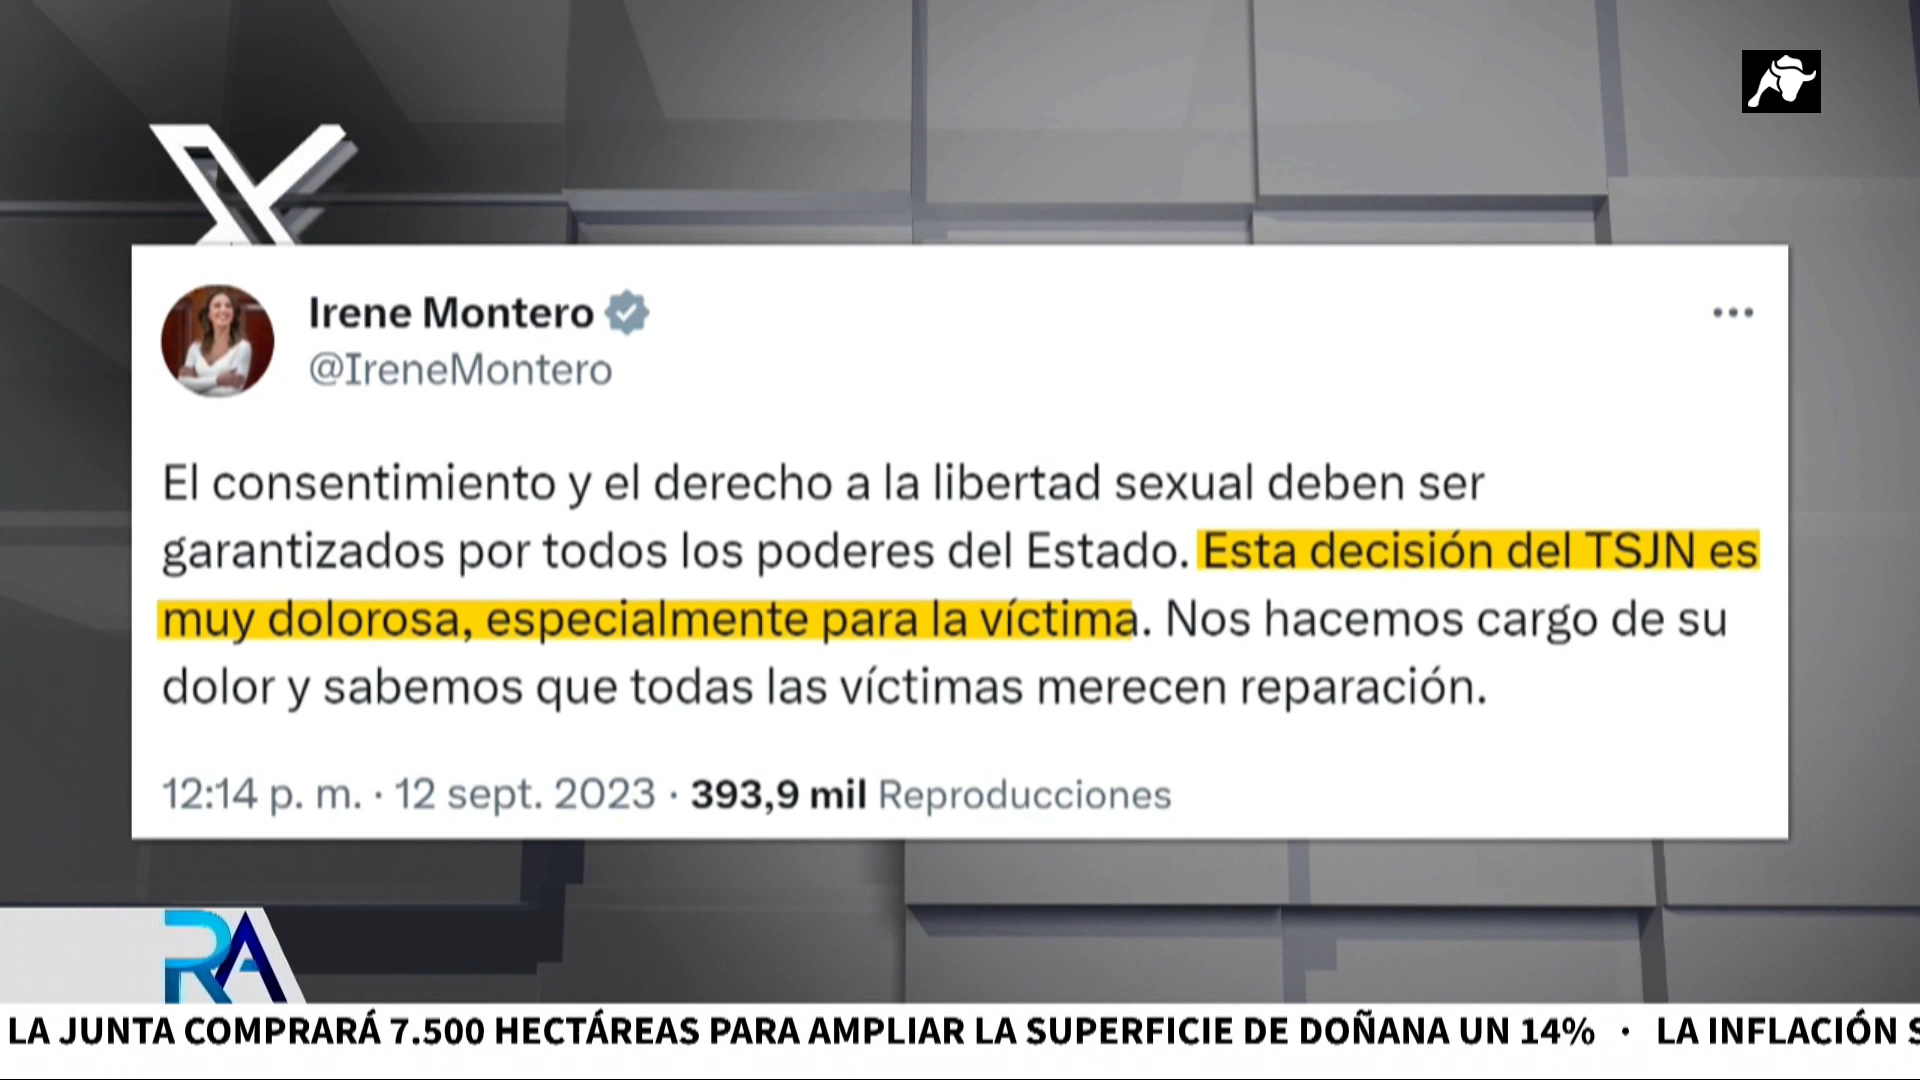 Irene Montero
@IreneMontero
El consentimiento y el derecho a la libertad sexual deben ser
garantizados por todos los poderes del Estado. Esta decisión del TSJN es
muy dolorosa, especialmente para la víctima. Nos hacemos cargo de su
dolor y sabemos que todas las víctimas merecen reparación.
12:14 p. m. · 12 sept. 2023 · 393,9 mil Reproducciones
RA
LA JUNTA COMPRARÁ 7.500 HECTÁREAS PARA AMPLIAR LA SUPERFICIE DE DOÑANA UN 14% · LA INFLACIÓN